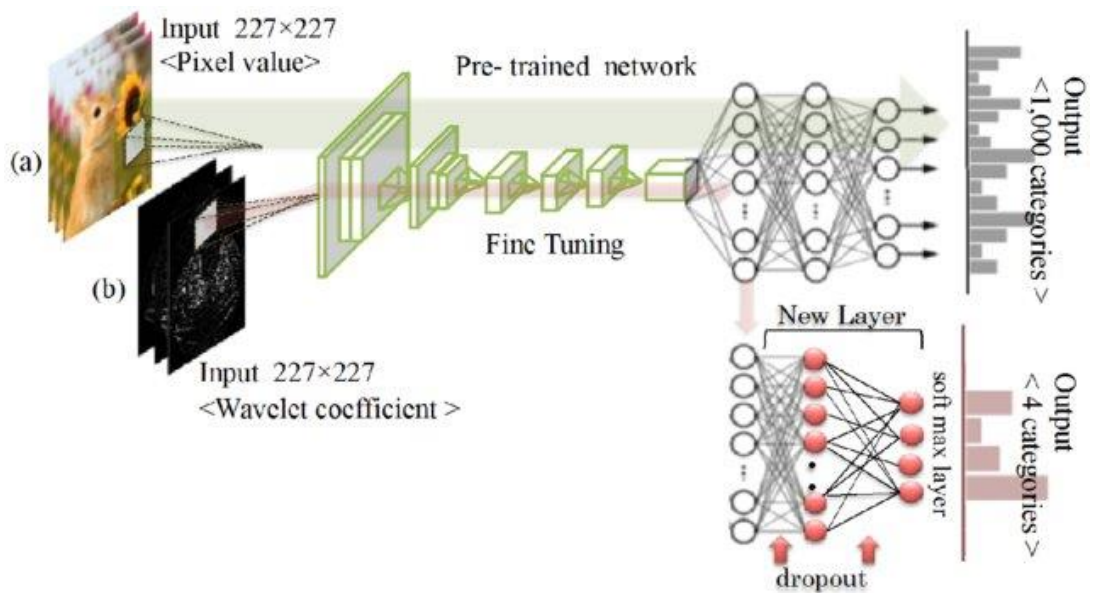 Input 227×227
<Pixel value>
Pre- trained network
(a)
(b)
Fine Tuning
Input 227×227
<Wavelet coefficient >
Output
<1,000 categories >
New Layer
soft max layer
Output
< 4 categories >
dropout